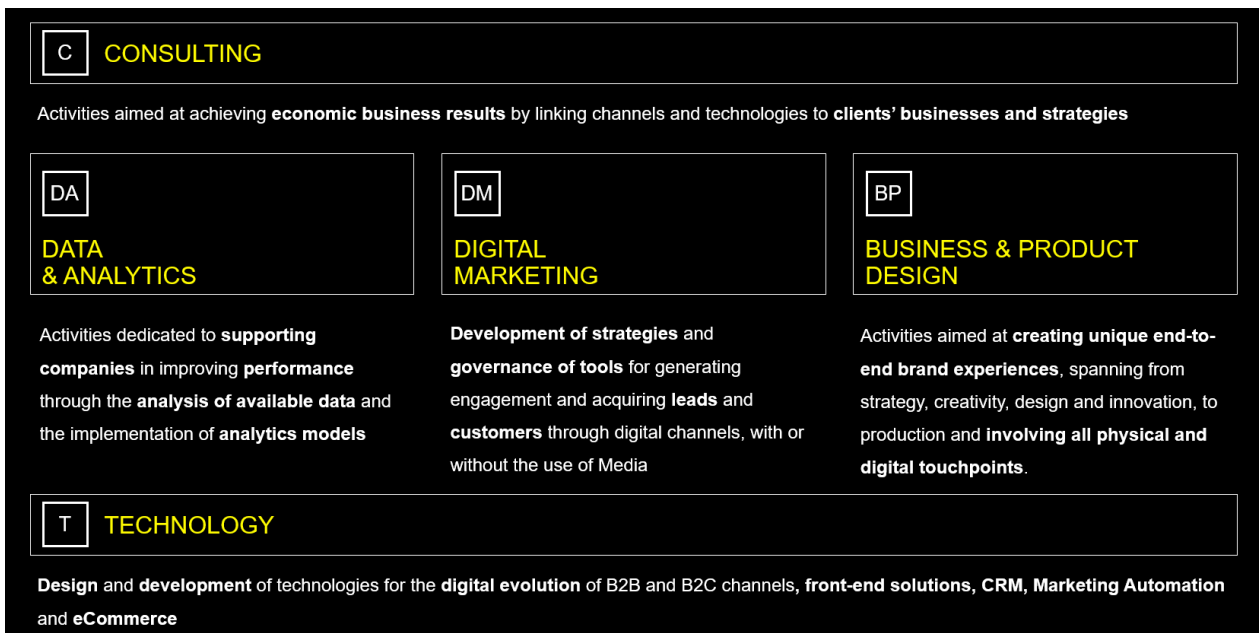 C CONSULTING
Activities aimed at achieving economic business results by linking channels and technologies to clients’ businesses and strategies
DA
DATA
& ANALYTICS
Activities dedicated to supporting
companies in improving performance
through the analysis of available data and
the implementation of analytics models
DM
DIGITAL
MARKETING
Development of strategies and
governance of tools for generating
engagement and acquiring leads and
customers through digital channels, with or
without the use of Media
BP
BUSINESS & PRODUCT
DESIGN
Activities aimed at creating unique end-to-
end brand experiences, spanning from
strategy, creativity, design and innovation, to
production and involving all physical and
digital touchpoints.
T TECHNOLOGY
Design and development of technologies for the digital evolution of B2B and B2C channels, front-end solutions, CRM, Marketing Automation
and eCommerce